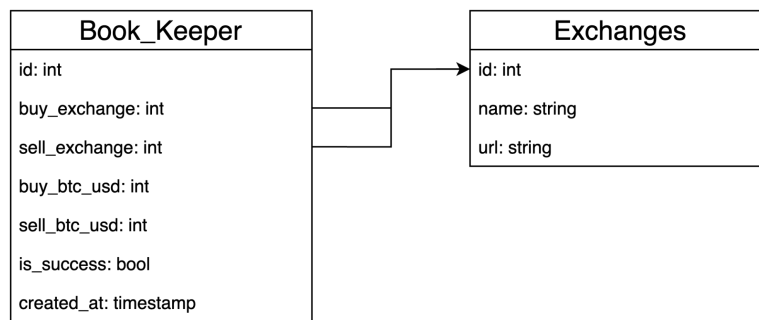 Book_Keeper
id: int
buy_exchange: int
sell_exchange: int
buy_btc_usd: int
sell_btc_usd: int
is_success: bool
created_at: timestamp
Exchanges
id: int
name: string
url: string